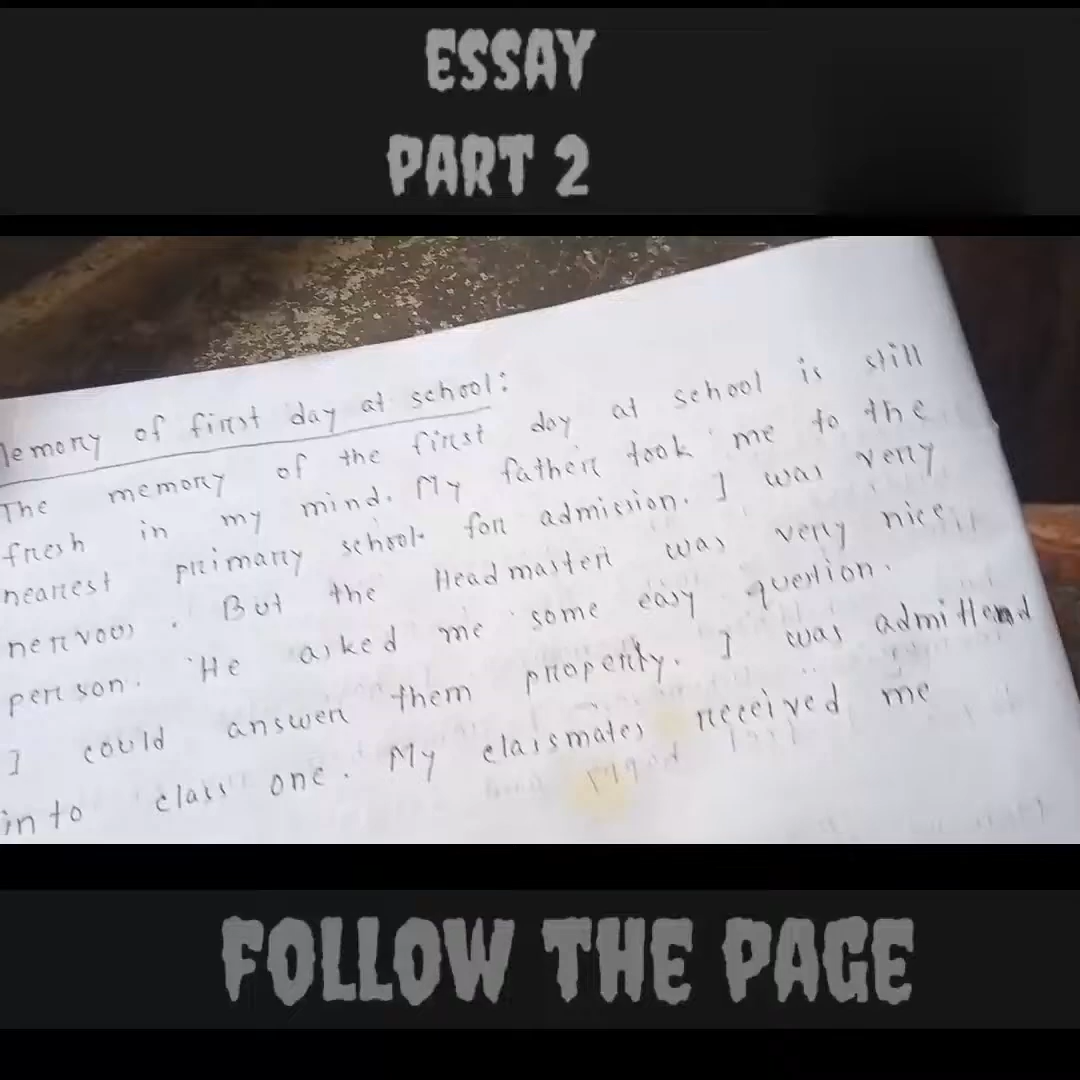 ESSAY
PART 2
Memory of first day at school:
The memory of the first day at school is still
fresh in my mind. My father took me to the
nearest primary school for admission. I was very
nervous. But the Headmaster was very nice
person. He asked me some easy question.
I could answer them properly. I was admittend
into class one. My classmates received me
FOLLOW THE PAGE